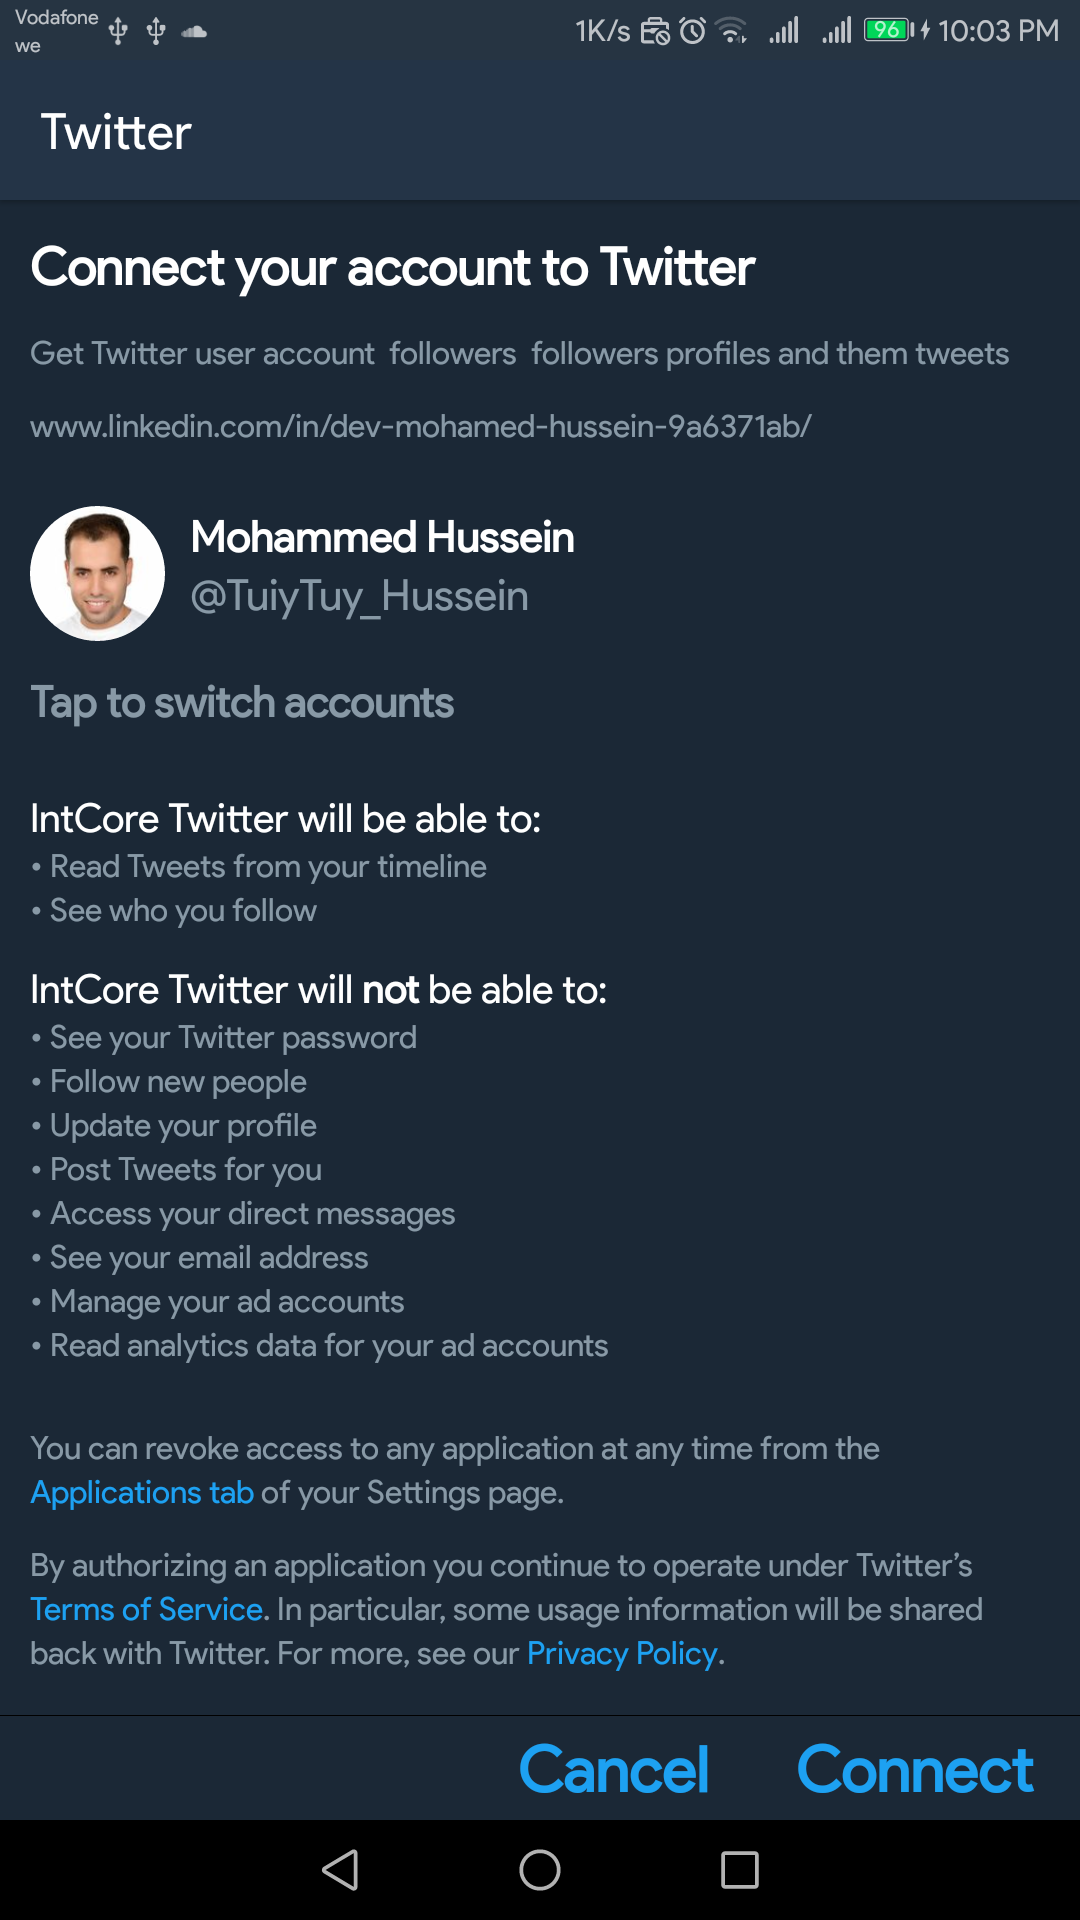 Vodafone
we
1K/s
96
10:03 PM
Twitter
Connect your account to Twitter
Get Twitter user account  followers  followers profiles and them tweets
www.linkedin.com/in/dev-mohamed-hussein-9a6371ab/
Mohammed Hussein
@TuiyTuy_Hussein
Tap to switch accounts
IntCore Twitter will be able to:
• Read Tweets from your timeline
• See who you follow
IntCore Twitter will not be able to:
• See your Twitter password
• Follow new people
• Update your profile
• Post Tweets for you
• Access your direct messages
• See your email address
• Manage your ad accounts
• Read analytics data for your ad accounts
You can revoke access to any application at any time from the
Applications tab of your Settings page.
By authorizing an application you continue to operate under Twitter’s
Terms of Service. In particular, some usage information will be shared
back with Twitter. For more, see our Privacy Policy.
Cancel
Connect